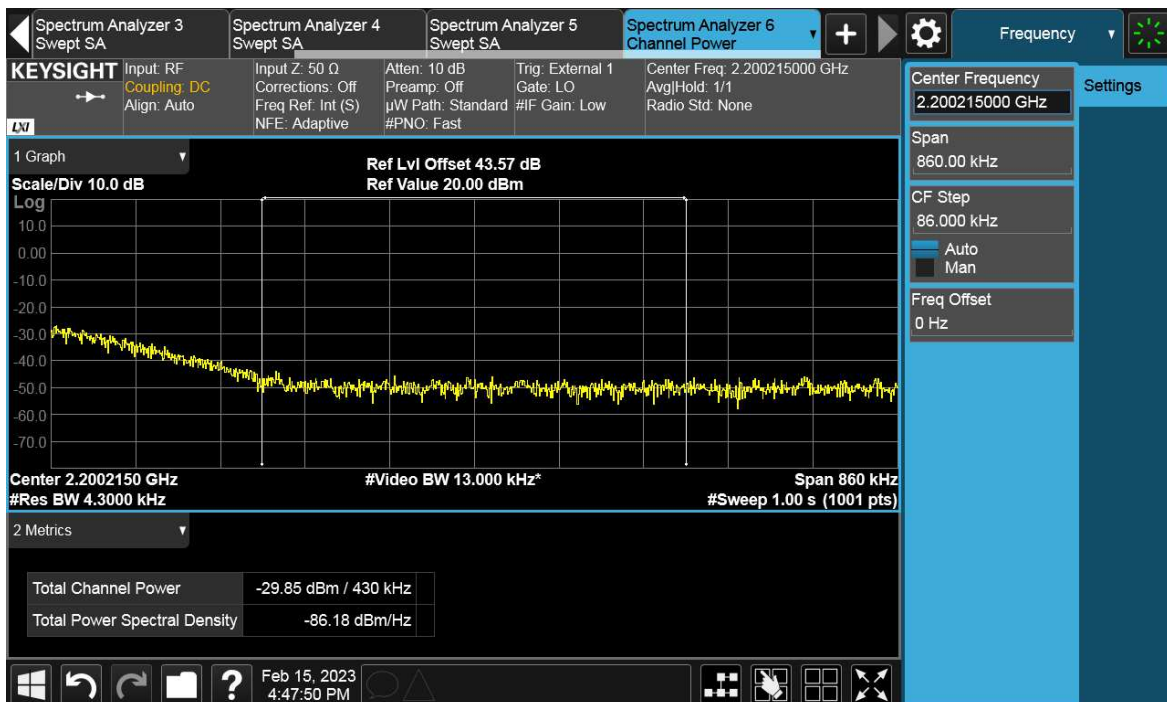 Spectrum Analyzer 3
Swept SA
Spectrum Analyzer 4
Swept SA
Spectrum Analyzer 5
Swept SA
Spectrum Analyzer 6
Channel Power
Frequency
KEYSIGHT
LXI
Input: RF
Coupling: DC
Align: Auto
Input Z: 50 Ω
Corrections: Off
Freq Ref: Int (S)
NFE: Adaptive
Atten: 10 dB
Preamp: Off
µW Path: Standard
#PNO: Fast
Trig: External 1
Gate: LO
#IF Gain: Low
Center Freq: 2.200215000 GHz
Avg|Hold: 1/1
Radio Std: None
Center Frequency
2.200215000 GHz
Settings
Span
860.00 kHz
CF Step
86.000 kHz
Auto
Man
Freq Offset
0 Hz
1 Graph
Ref Lvl Offset 43.57 dB
Scale/Div 10.0 dB
Ref Value 20.00 dBm
Log
10.0
0.00
-10.0
-20.0
-30.0
-40.0
-50.0
-60.0
-70.0
Center 2.2002150 GHz
#Video BW 13.000 kHz*
Span 860 kHz
#Res BW 4.3000 kHz
#Sweep 1.00 s (1001 pts)
2 Metrics
Total Channel Power
-29.85 dBm / 430 kHz
Total Power Spectral Density
-86.18 dBm/Hz
?
Feb 15, 2023
4:47:50 PM